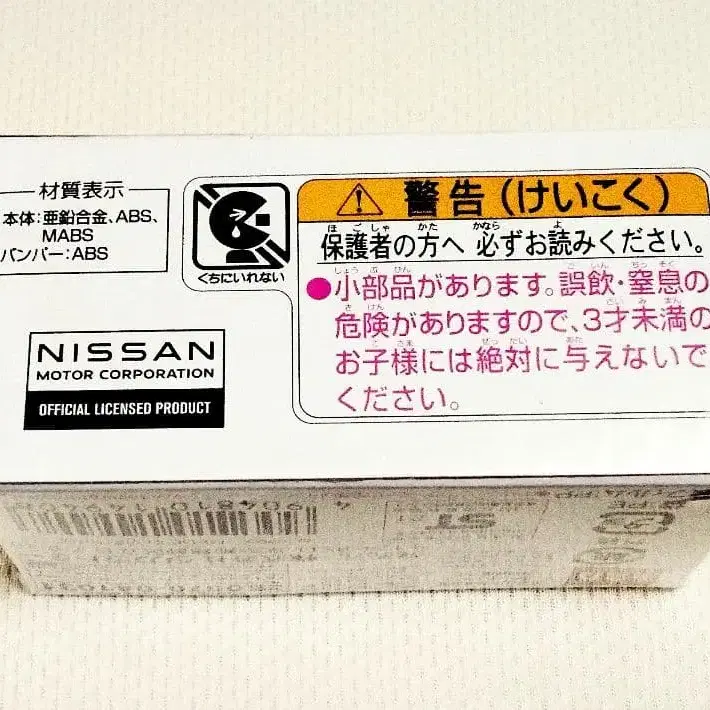 材質表示
本体:亜鉛合金、ABS、
MABS
バンパー:ABS
くちにいれない
NISSAN
MOTOR CORPORATION
OFFICIAL LICENSED PRODUCT
警告(けいこく)
保護者の方へ 必ずお読みください。
●小部品があります。誤飲・窒息の
危険がありますので、3才未満の
お子様には絶対に与えないで
ください。
ST